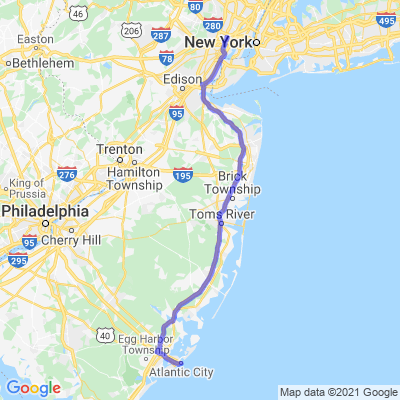 46
80
280
287
495
Easton
New York
Bethlehem
78
Edison
95
Trenton
276
Hamilton
Township
195
Brick
Township
King of
Prussia
Philadelphia
Toms River
Cherry Hill
95
295
40
Egg Harbor
Township
Atlantic City
Google
Map data ©2021 Google